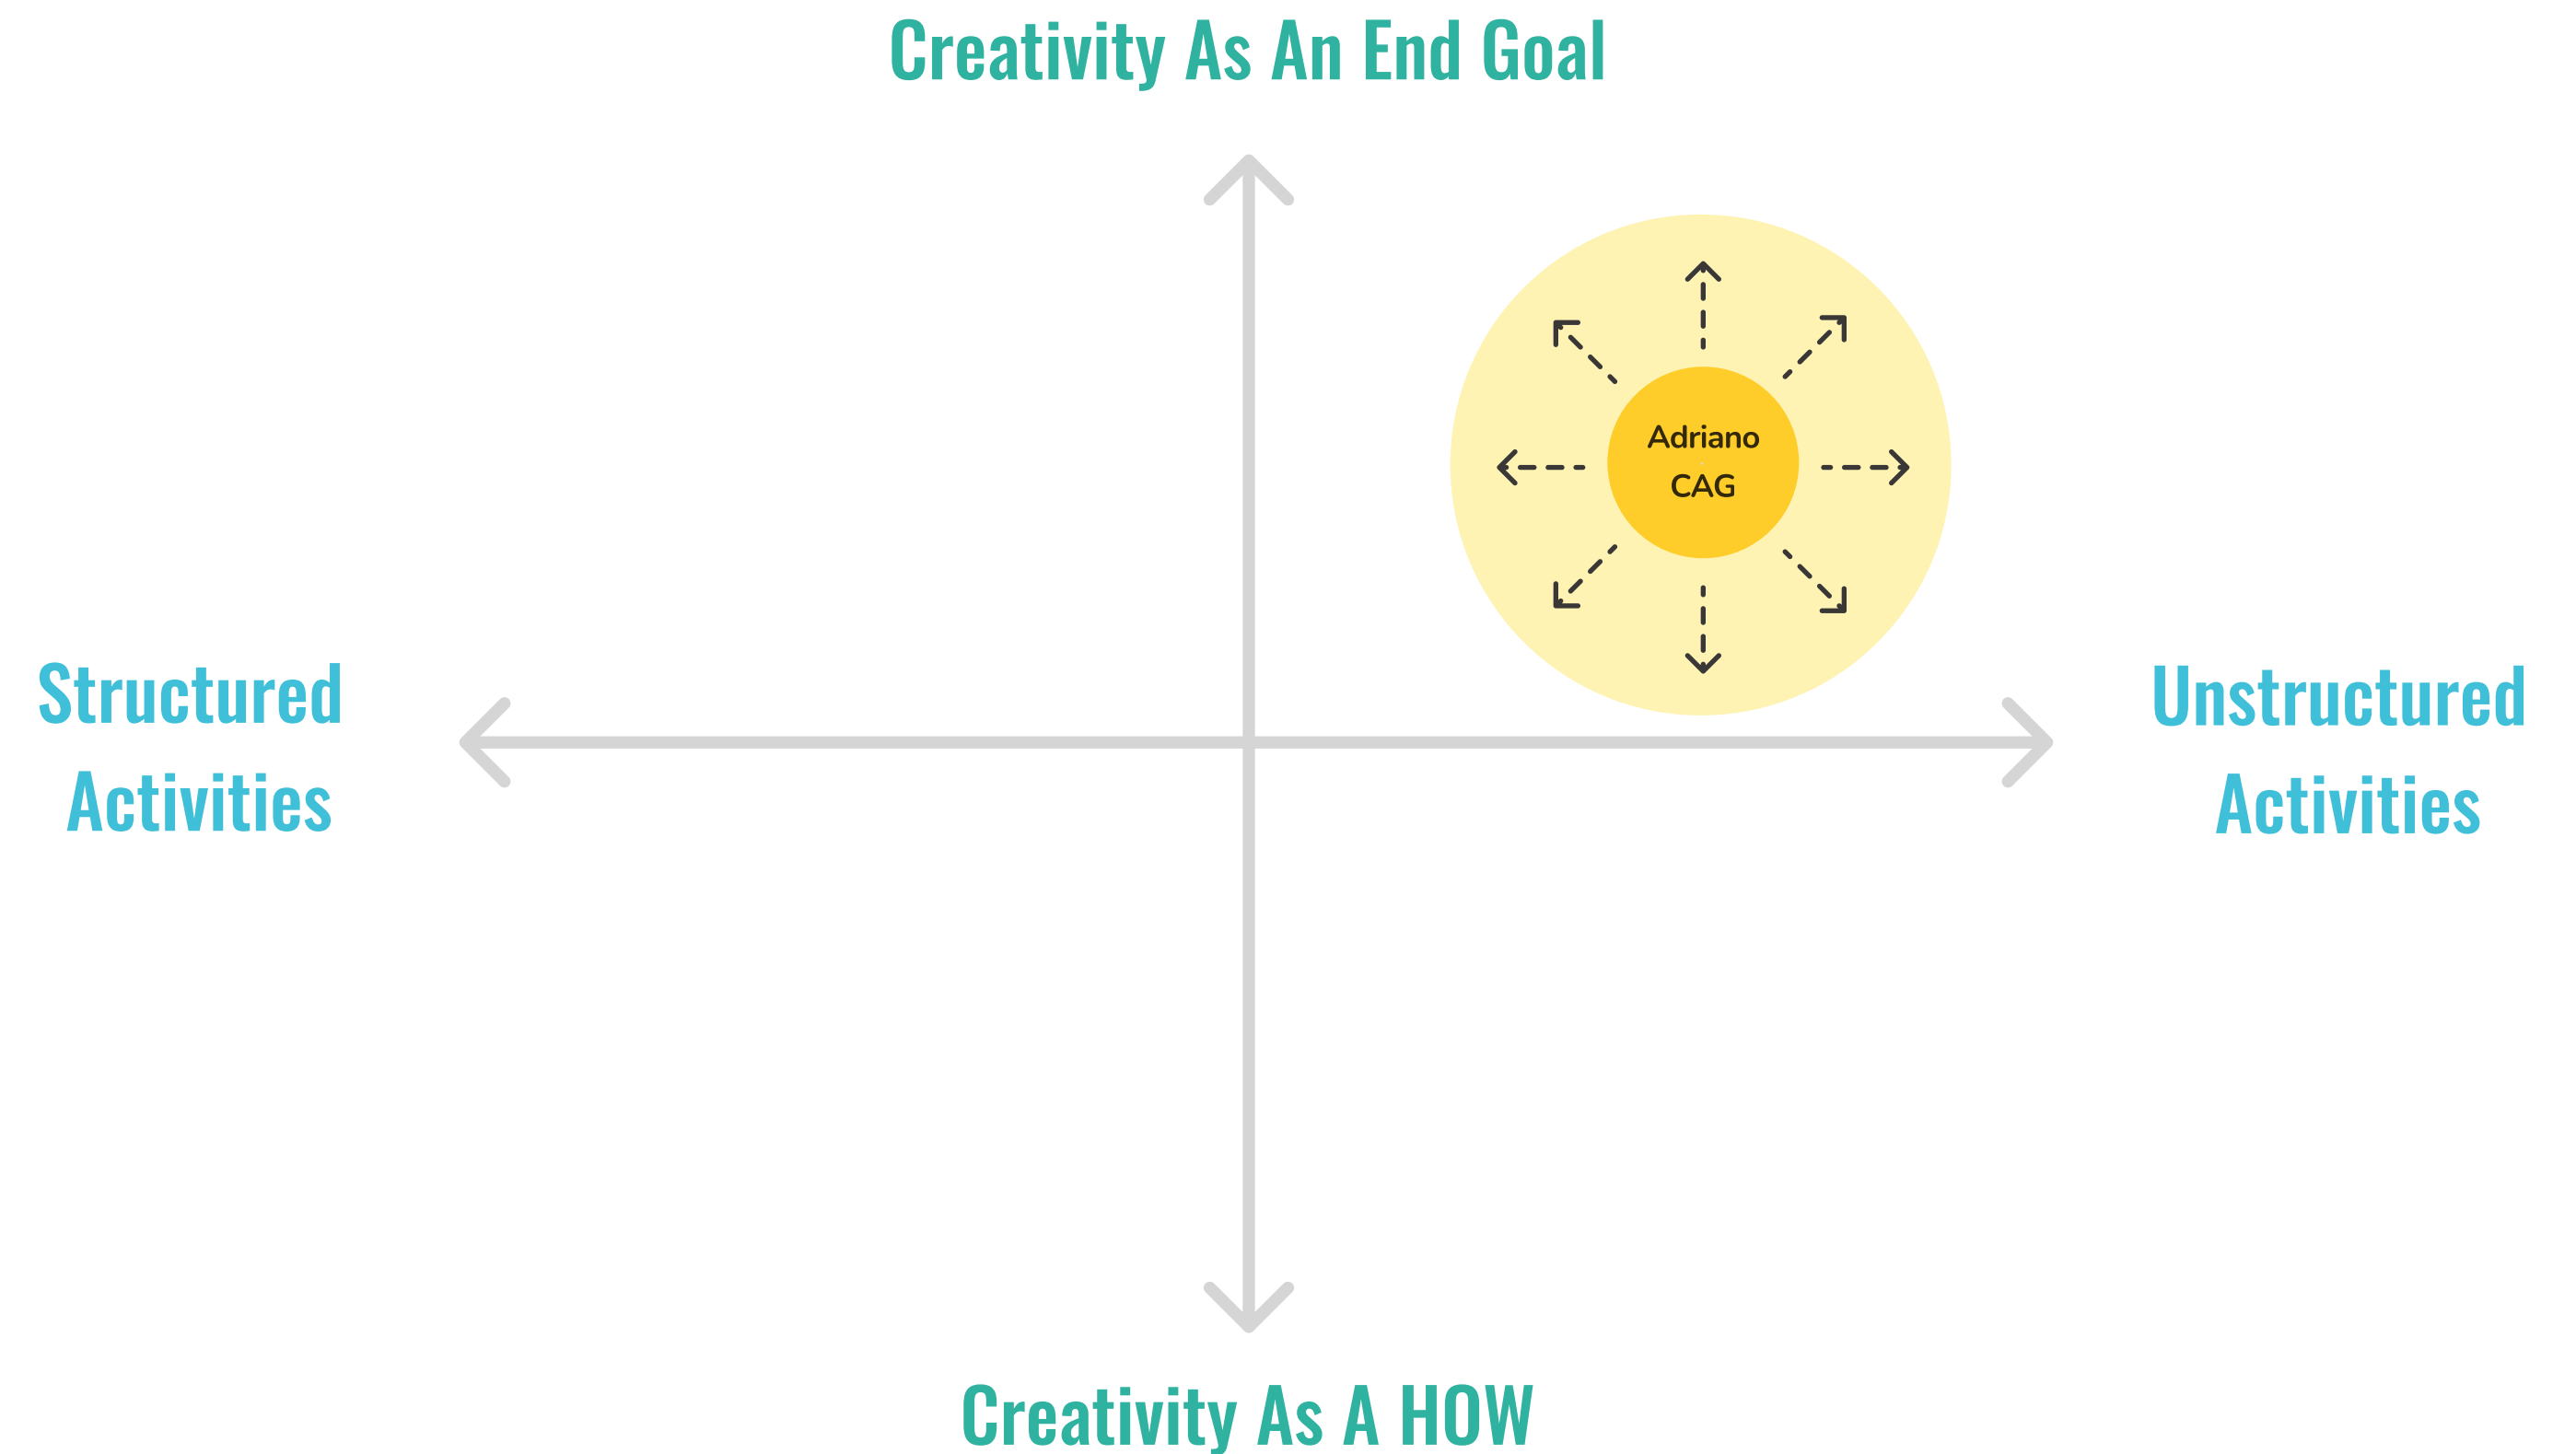 Creativity As An End Goal
Adriano
CAG
Structured
Activities
Unstructured
Activities
Creativity As A HOW